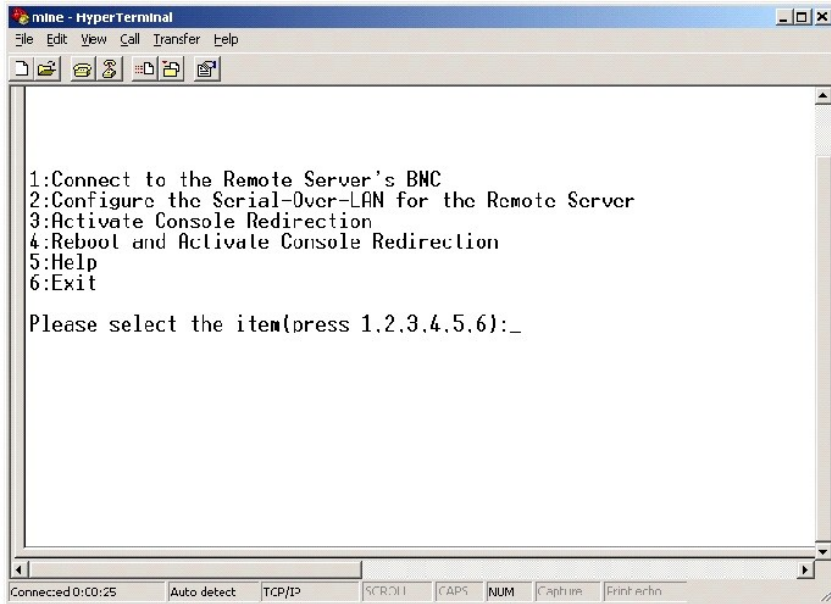 mine - HyperTerminal
File Edit View Call Transfer Help
1:Connect to the Remote Server's BMC
2:Configure the Serial-Over-LAN for the Remote Server
3:Activate Console Redirection
4:Reboot and Activate Console Redirection
5:Help
6:Exit
Please select the item(press 1,2,3,4,5,6):_
Connected 0:00:25 Auto detect TCP/IP SCROLL CAPS NUM Capture Print echo